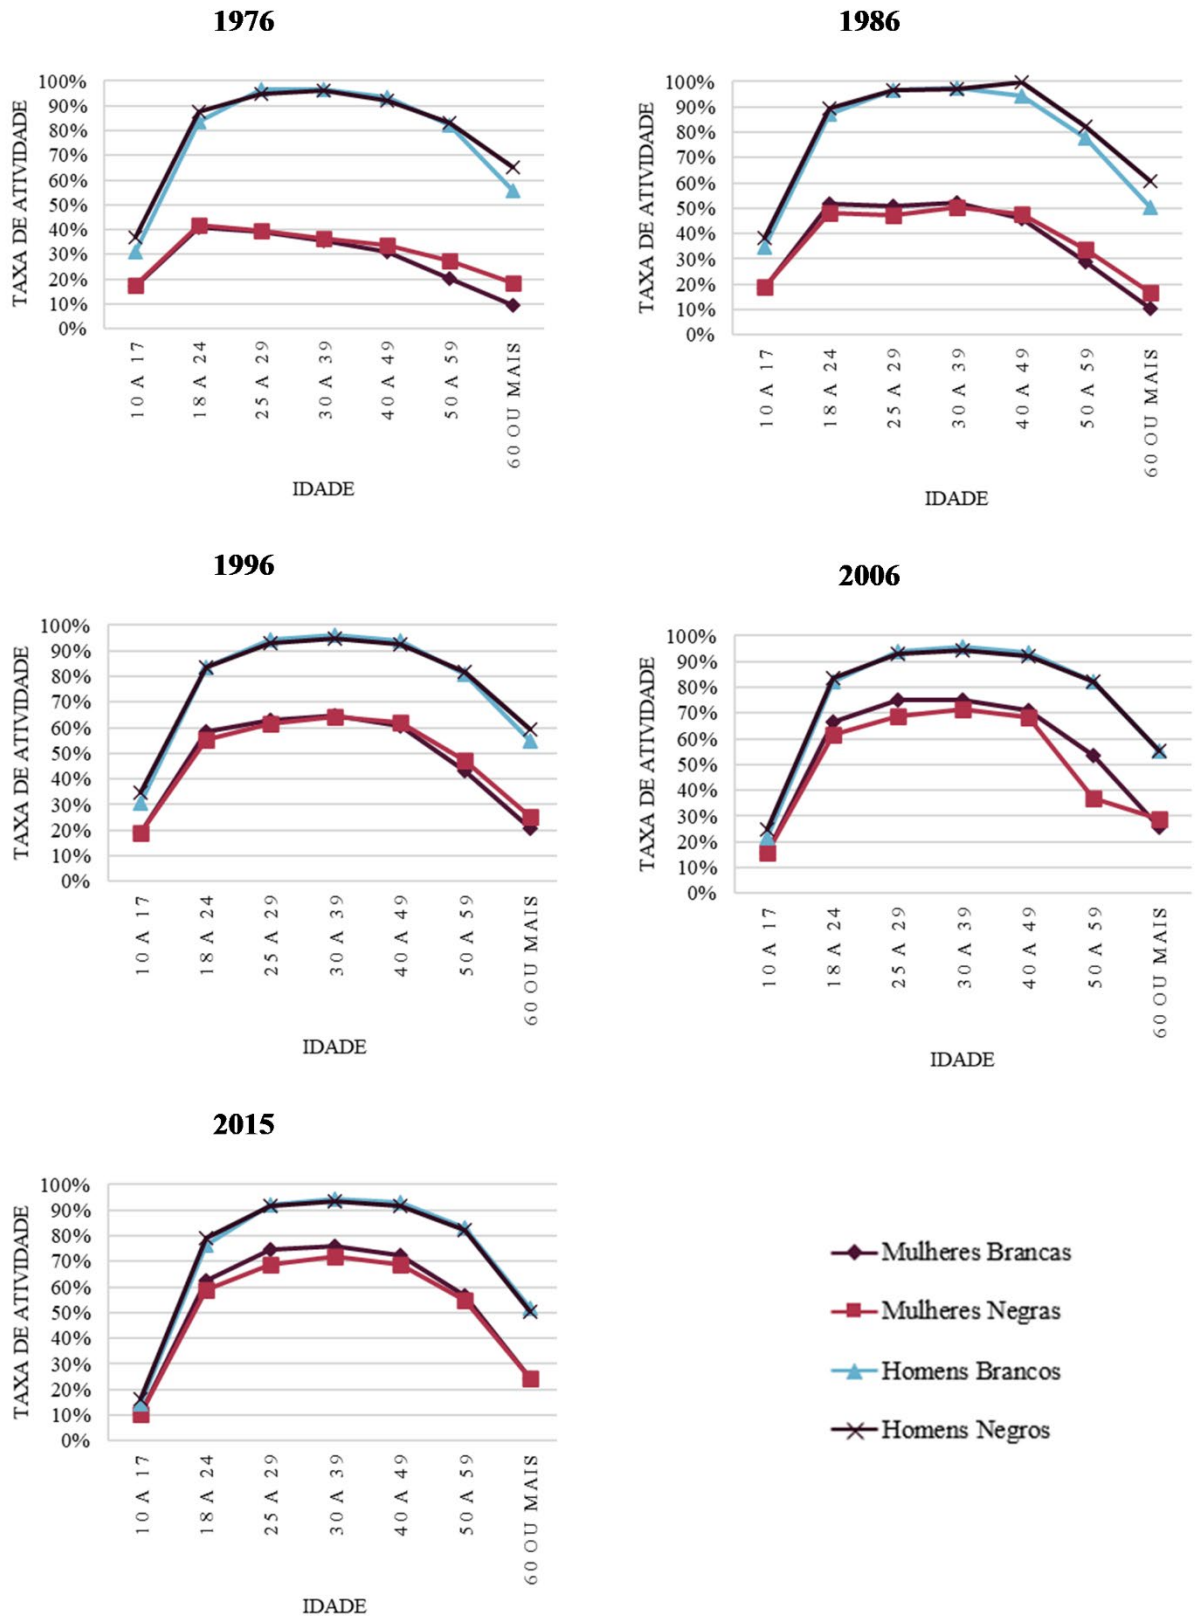 1976
TAXA DE ATIVIDADE
100%
90%
80%
70%
60%
50%
40%
30%
20%
10%
0%
10 A 17
18 A 24
25 A 29
30 A 39
40 A 49
50 A 59
60 OU MAIS
IDADE
1986
TAXA DE ATIVIDADE
100%
90%
80%
70%
60%
50%
40%
30%
20%
10%
0%
10 A 17
18 A 24
25 A 29
30 A 39
40 A 49
50 A 59
60 OU MAIS
IDADE
1996
TAXA DE ATIVIDADE
100%
90%
80%
70%
60%
50%
40%
30%
20%
10%
0%
10 A 17
18 A 24
25 A 29
30 A 39
40 A 49
50 A 59
60 OU MAIS
IDADE
2006
TAXA DE ATIVIDADE
100%
90%
80%
70%
60%
50%
40%
30%
20%
10%
0%
10 A 17
18 A 24
25 A 29
30 A 39
40 A 49
50 A 59
60 OU MAIS
IDADE
2015
TAXA DE ATIVIDADE
100%
90%
80%
70%
60%
50%
40%
30%
20%
10%
0%
10 A 17
18 A 24
25 A 29
30 A 39
40 A 49
50 A 59
60 OU MAIS
IDADE
Mulheres Brancas
Mulheres Negras
Homens Brancos
Homens Negros